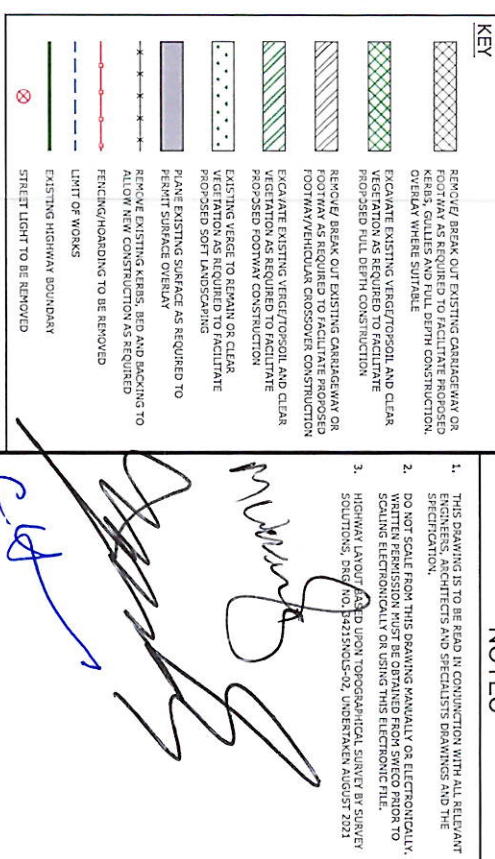 KEY
REMOVE/ BREAK OUT EXISTING CARRIAGEWAY OR
FOOTWAY AS REQUIRED TO FACILITATE PROPOSED
KERBS, GULLIES AND FULL DEPTH CONSTRUCTION.
OVERLAY WHERE SUITABLE
EXCAVATE EXISTING VERGE/TOPSOIL AND CLEAR
VEGETATION AS REQUIRED TO FACILITATE
PROPOSED FULL DEPTH CONSTRUCTION
REMOVE/ BREAK OUT EXISTING CARRIAGEWAY OR
FOOTWAY AS REQUIRED TO FACILITATE PROPOSED
FOOTWAY/VEHICULAR CROSSOVER CONSTRUCTION
EXCAVATE EXISTING VERGE/TOPSOIL AND CLEAR
VEGETATION AS REQUIRED TO FACILITATE
PROPOSED FOOTWAY CONSTRUCTION
EXISTING VERGE TO REMAIN OR CLEAR
VEGETATION AS REQUIRED TO FACILITATE
PROPOSED SOFT LANDSCAPING
PLANE EXISTING SURFACE AS REQUIRED TO
PERMIT SURFACE OVERLAY
REMOVE EXISTING KERBS, BED AND BACKING TO
ALLOW NEW CONSTRUCTION AS REQUIRED
FENCING/HOARDING TO BE REMOVED
LIMIT OF WORKS
EXISTING HIGHWAY BOUNDARY
STREET LIGHT TO BE REMOVED
NOTES
1. THIS DRAWING IS TO BE READ IN CONJUNCTION WITH ALL RELEVANT
ENGINEERS, ARCHITECTS AND SPECIALISTS DRAWINGS AND THE
SPECIFICATION.
2. DO NOT SCALE FROM THIS DRAWING MANUALLY OR ELECTRONICALLY.
WRITTEN PERMISSION MUST BE OBTAINED FROM SWECO PRIOR TO
SCALING ELECTRONICALLY OR USING THIS ELECTRONIC FILE.
3. HIGHWAY LAYOUT BASED UPON TOPOGRAPHICAL SURVEY BY SURVEY
SOLUTIONS, DRG NO. 34215NOLS-02, UNDERTAKEN AUGUST 2021